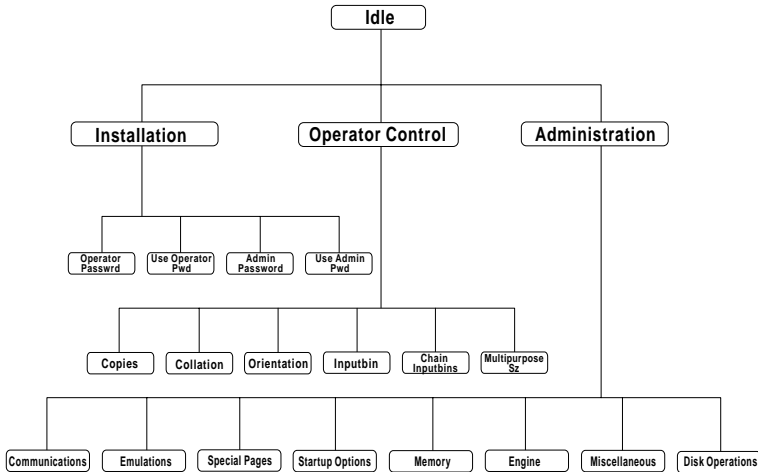 Idle
Installation
Operator Control
Administration
Operator
Passwrd
Use Operator
Pwd
Admin
Password
Use Admin
Pwd
Copies
Collation
Orientation
Inputbin
Chain
Inputbins
Multipurpose
Sz
Communications
Emulations
Special Pages
Startup Options
Memory
Engine
Miscellaneous
Disk Operations